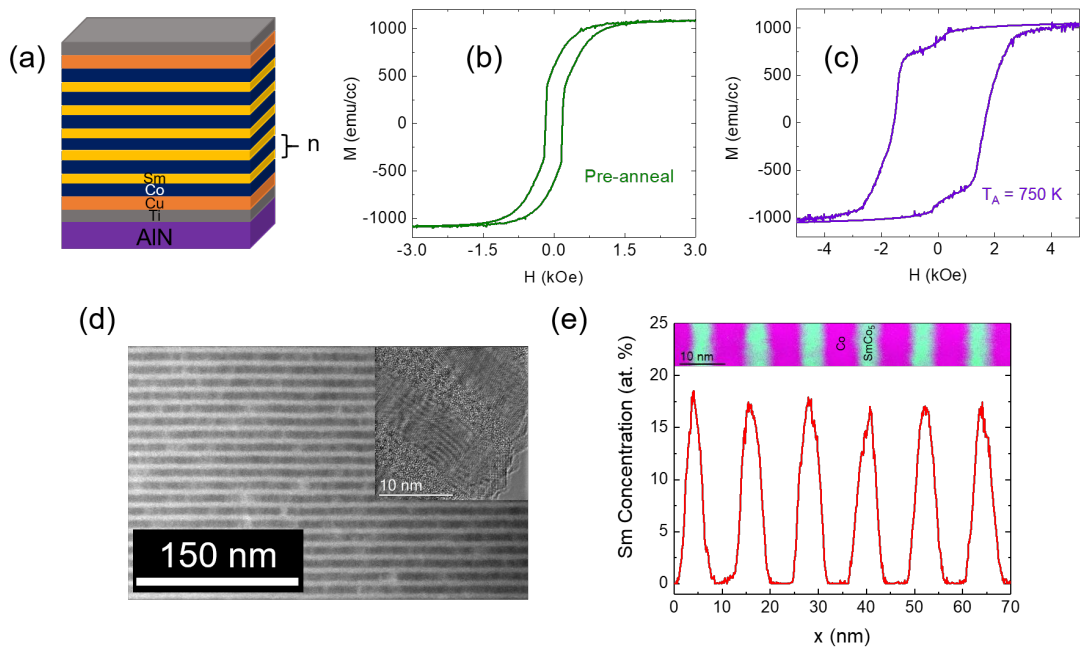 (a)
n
Sm
Co
Cu
Ti
AlN
(b)
M (emu/cc)
1000
500
0
-500
-1000
Pre-anneal
-3.0 -1.5 0.0 1.5 3.0
H (kOe)
(c)
M (emu/cc)
1000
500
0
-500
-1000
T_A = 750 K
-4 -2 0 2 4
H (kOe)
(d)
10 nm
150 nm
(e)
Sm Concentration (at. %)
25
20
15
10
5
0
10 nm
Co
SmCo₅
0 10 20 30 40 50 60 70
x (nm)